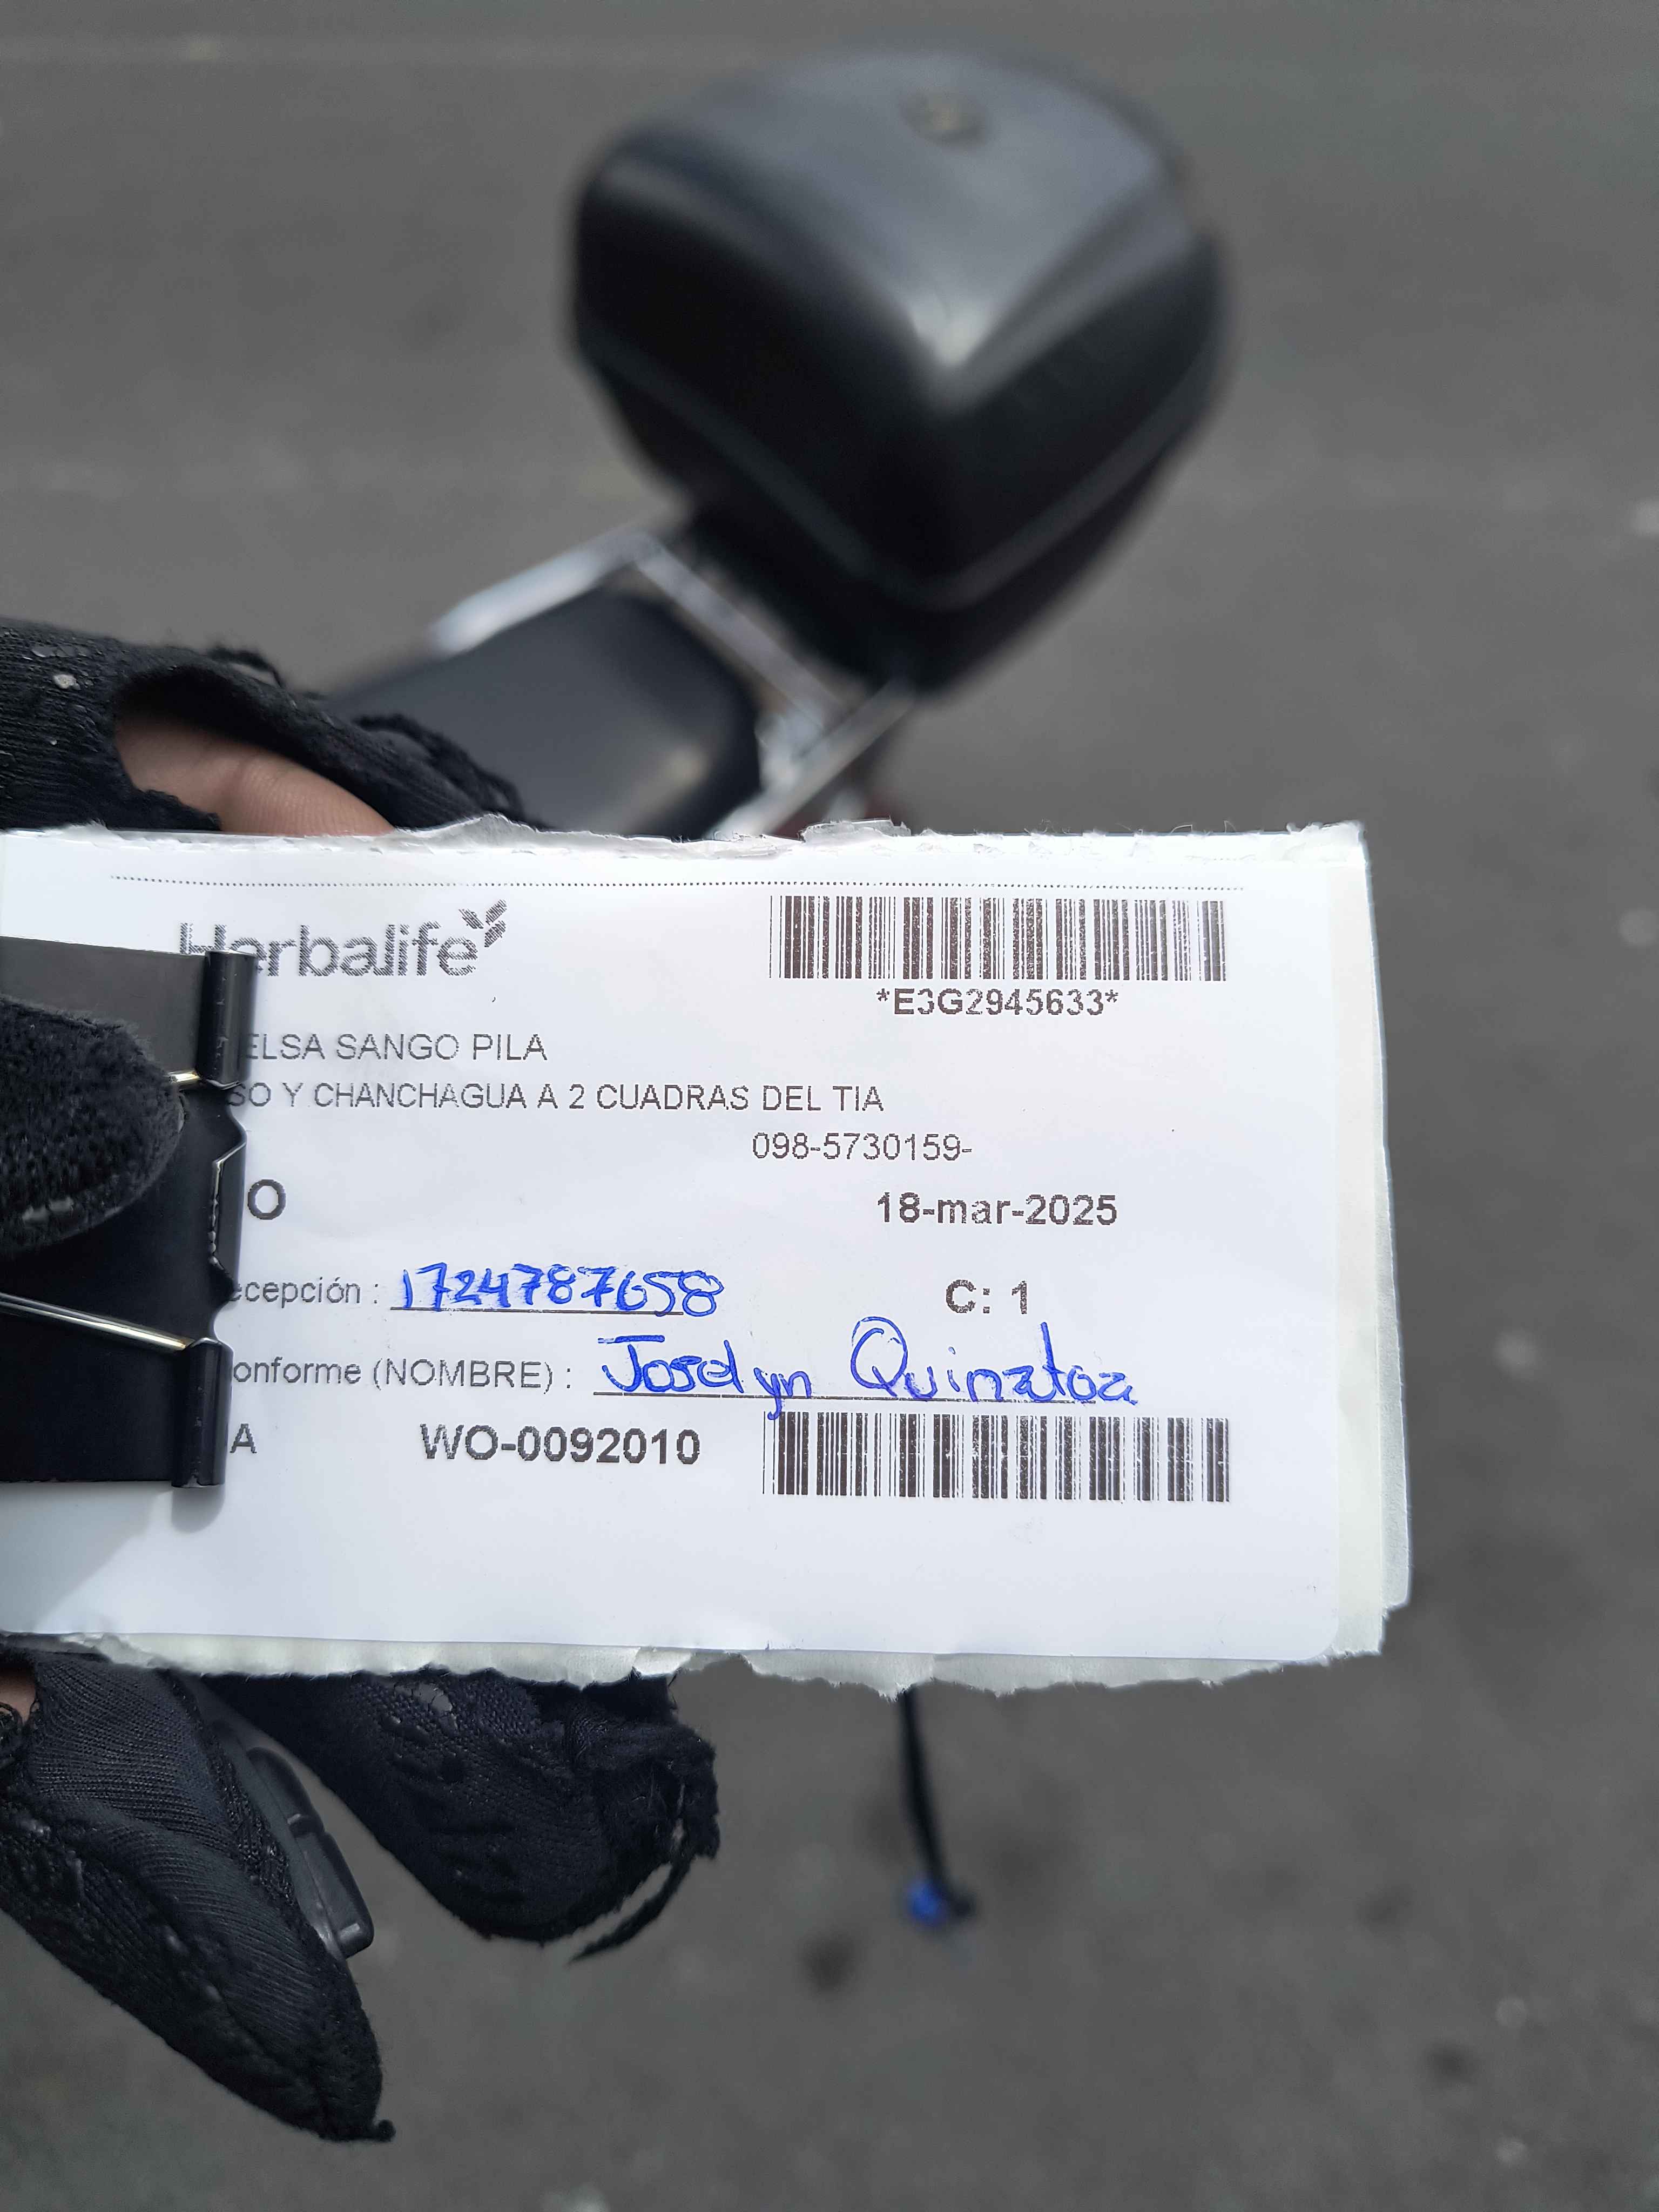 Herbalife
*E3G2945633*
ELSA SANGO PILA
SO Y CHANCHAGUA A 2 CUADRAS DEL TIA
098-5730159-
O 18-mar-2025
ecepción : 1724787658 C: 1
onforme (NOMBRE) : Joselyn Quinatoa
A WO-0092010